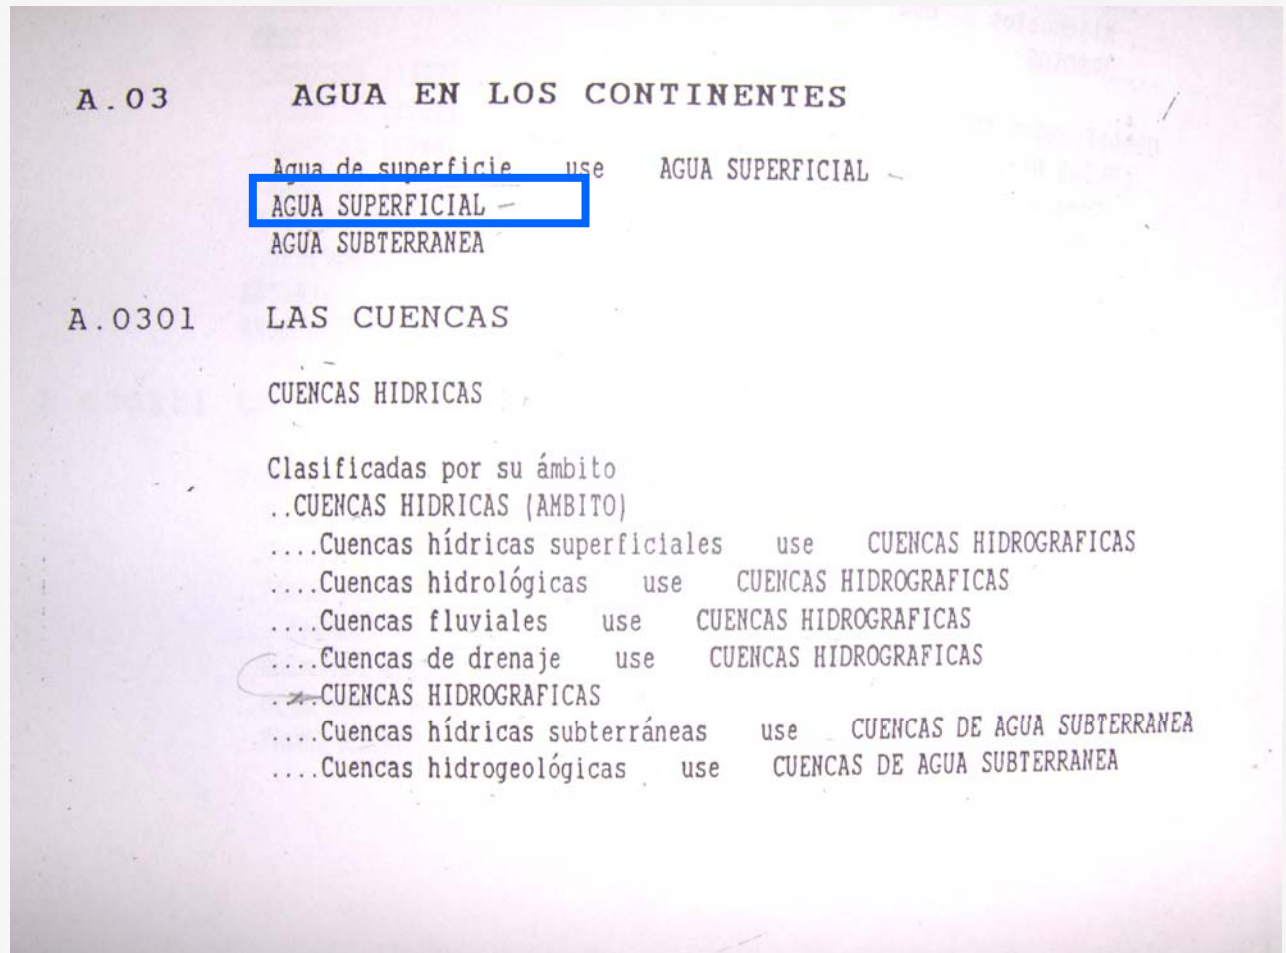 A.03 AGUA EN LOS CONTINENTES
Agua de superficie use AGUA SUPERFICIAL
AGUA SUPERFICIAL
AGUA SUBTERRANEA
A.0301 LAS CUENCAS
CUENCAS HIDRICAS
Clasificadas por su ámbito
..CUENCAS HIDRICAS (AMBITO)
....Cuencas hídricas superficiales use CUENCAS HIDROGRAFICAS
....Cuencas hidrológicas use CUENCAS HIDROGRAFICAS
....Cuencas fluviales use CUENCAS HIDROGRAFICAS
....Cuencas de drenaje use CUENCAS HIDROGRAFICAS
....CUENCAS HIDROGRAFICAS
....Cuencas hídricas subterráneas use CUENCAS DE AGUA SUBTERRANEA
....Cuencas hidrogeológicas use CUENCAS DE AGUA SUBTERRANEA